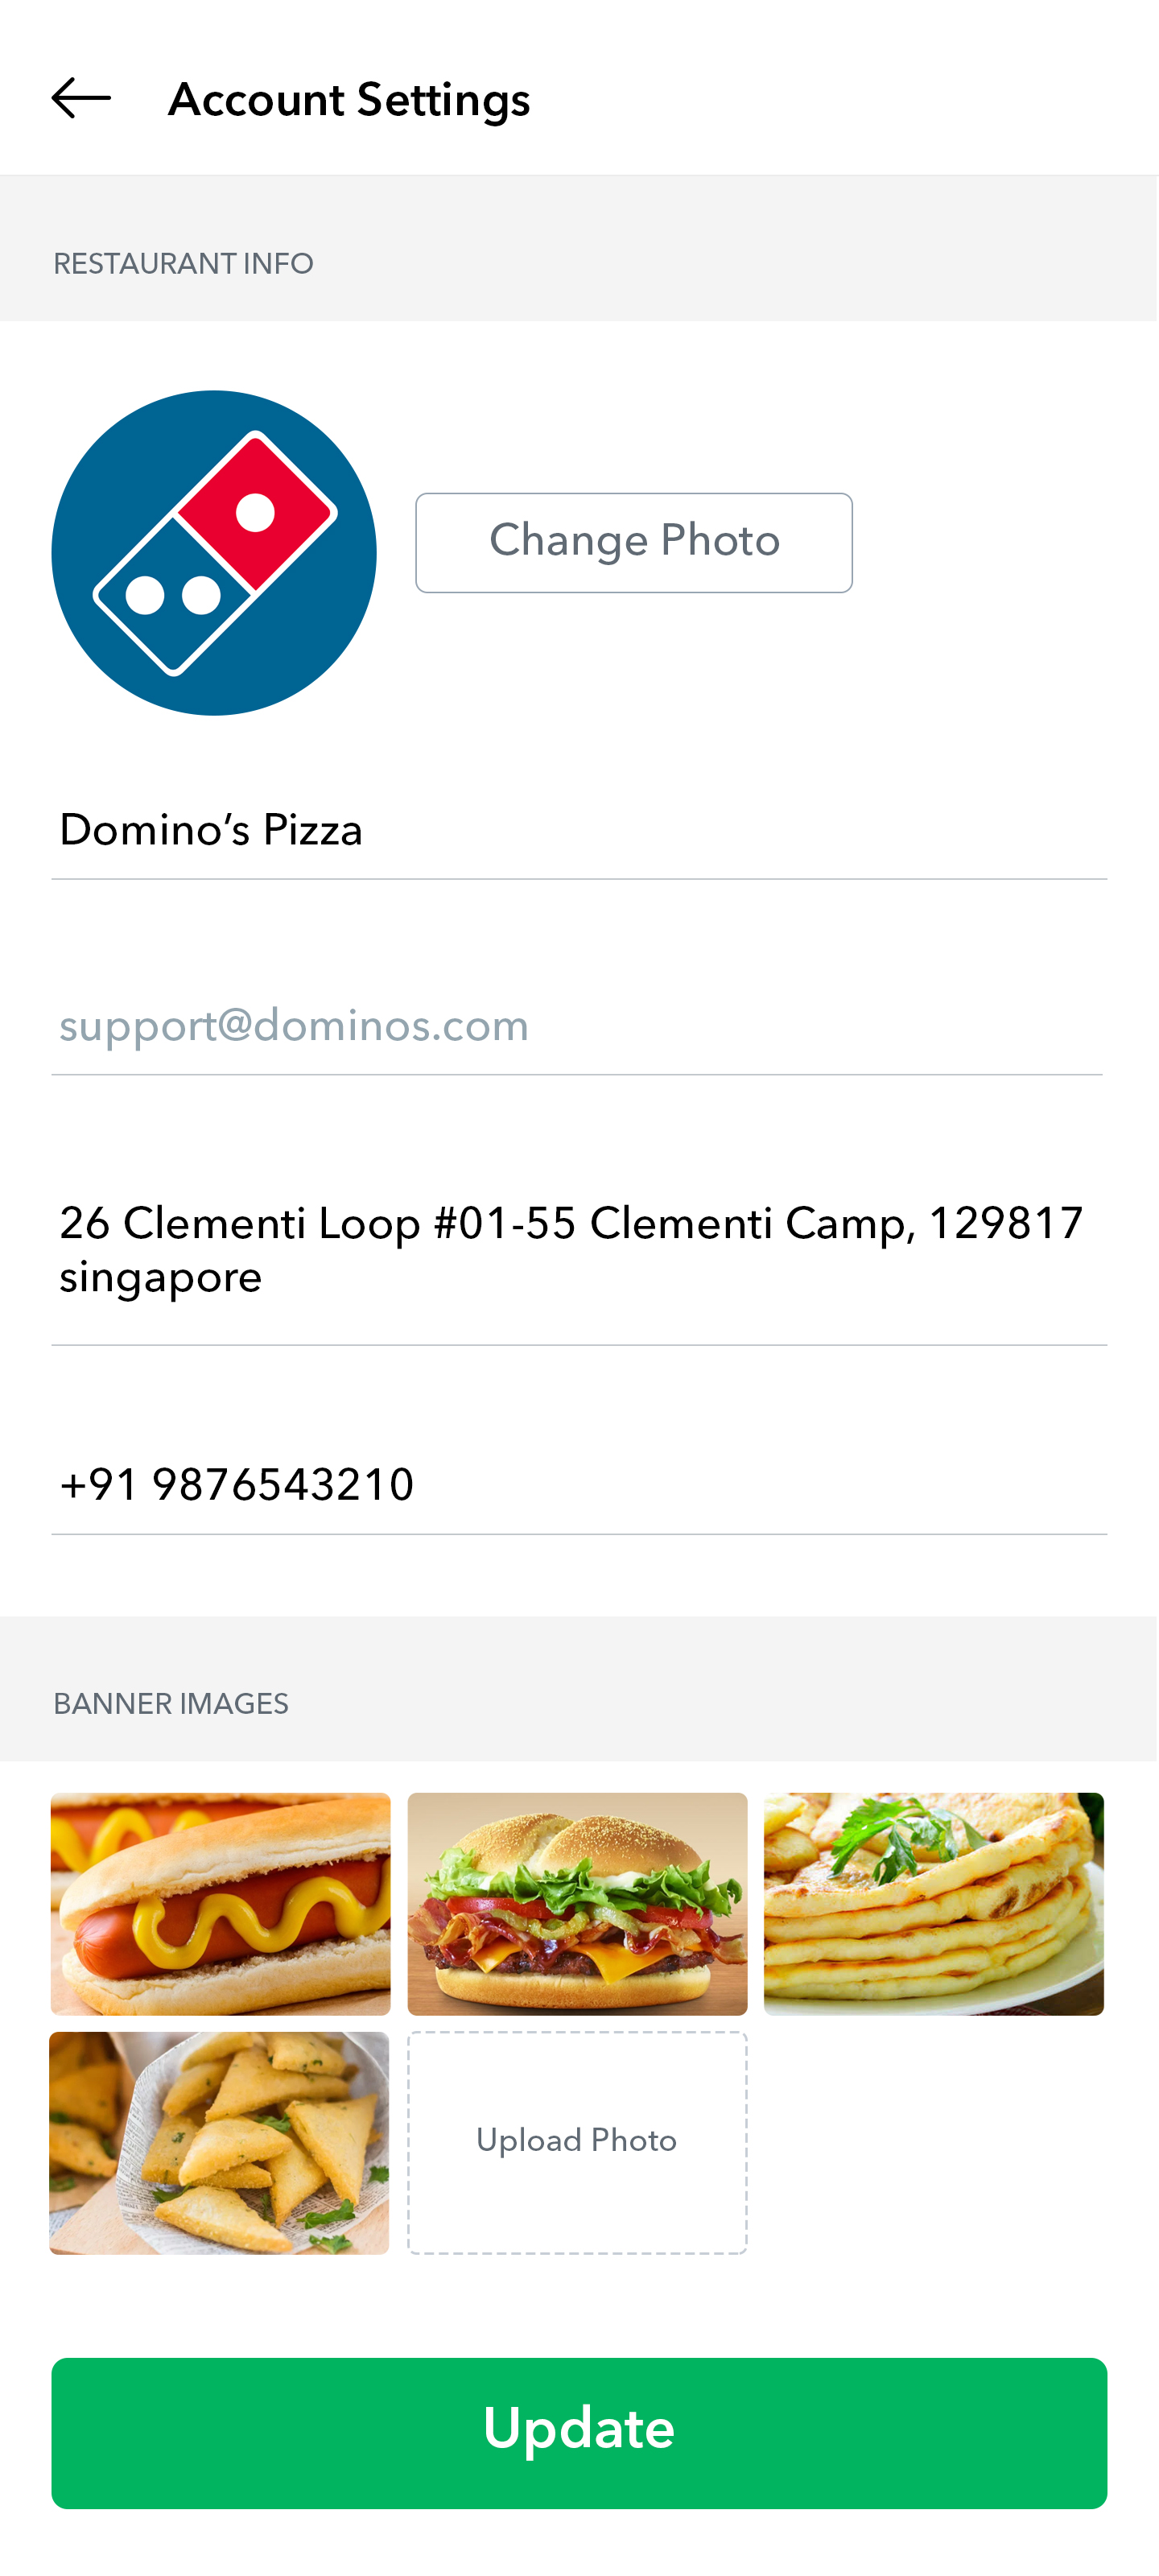 Account Settings
RESTAURANT INFO
Change Photo
Domino’s Pizza
support@dominos.com
26 Clementi Loop #01-55 Clementi Camp, 129817
singapore
+91 9876543210
BANNER IMAGES
Upload Photo
Update